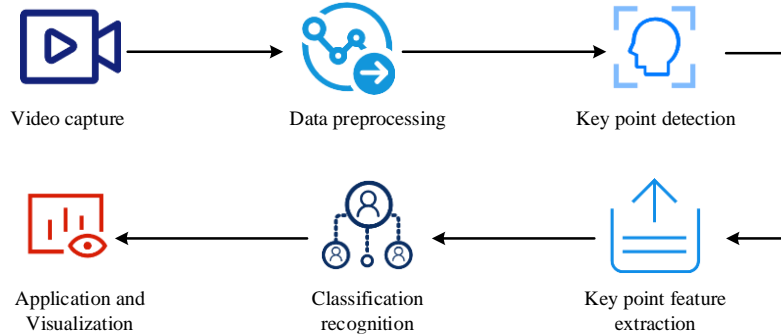 Video capture
Data preprocessing
Key point detection
Application and
Visualization
Classification
recognition
Key point feature
extraction